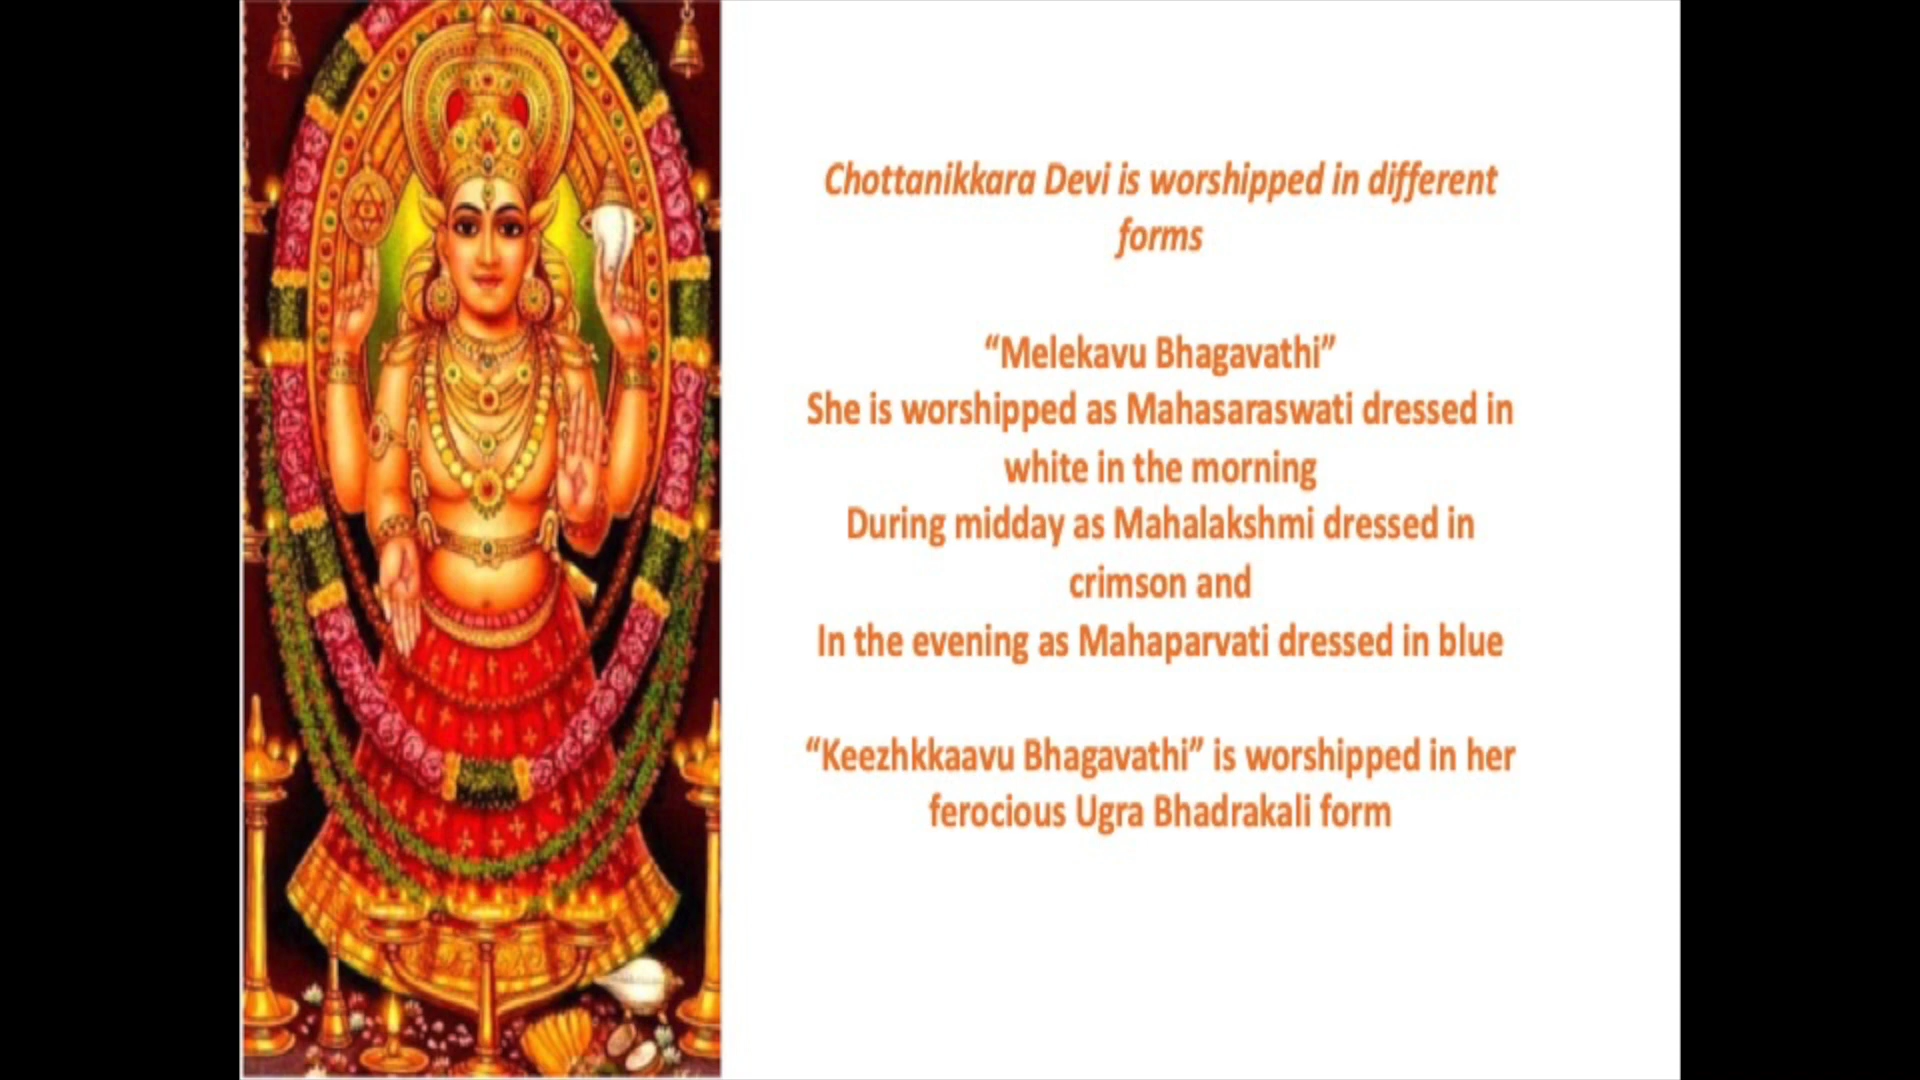 Chottanikkara Devi is worshipped in different
forms
“Melekavu Bhagavathi”
She is worshipped as Mahasaraswati dressed in
white in the morning
During midday as Mahalakshmi dressed in
crimson and
In the evening as Mahaparvati dressed in blue
“Keezhkkaavu Bhagavathi” is worshipped in her
ferocious Ugra Bhadrakali form